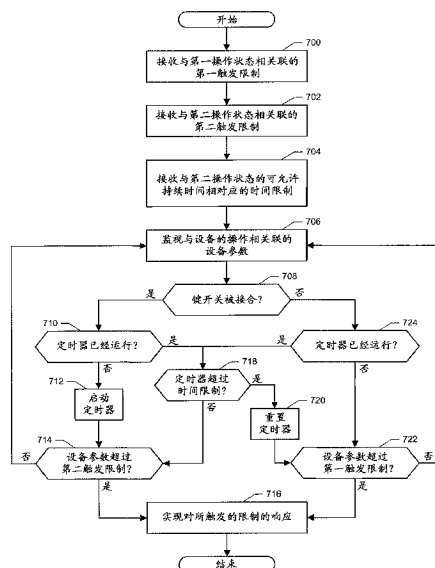 开始
700
接收与第一操作状态相关联的
第一触发限制
702
接收与第二操作状态相关联的
第二触发限制
704
接收与第二操作状态的可允许
持续时间相对应的时间限制
706
监视与设备的操作相关联的
设备参数
708
键开关被接合?
是
否
710
定时器已经运行?
是
是
724
定时器已经运行?
712
否
启动
定时器
718
定时器超过
时间限制?
是
否
720
重置
定时器
否
714
设备参数超过
第二触发限制?
否
是
722
设备参数超过
第一触发限制?
否
是
716
实现对所触发的限制的响应
结束